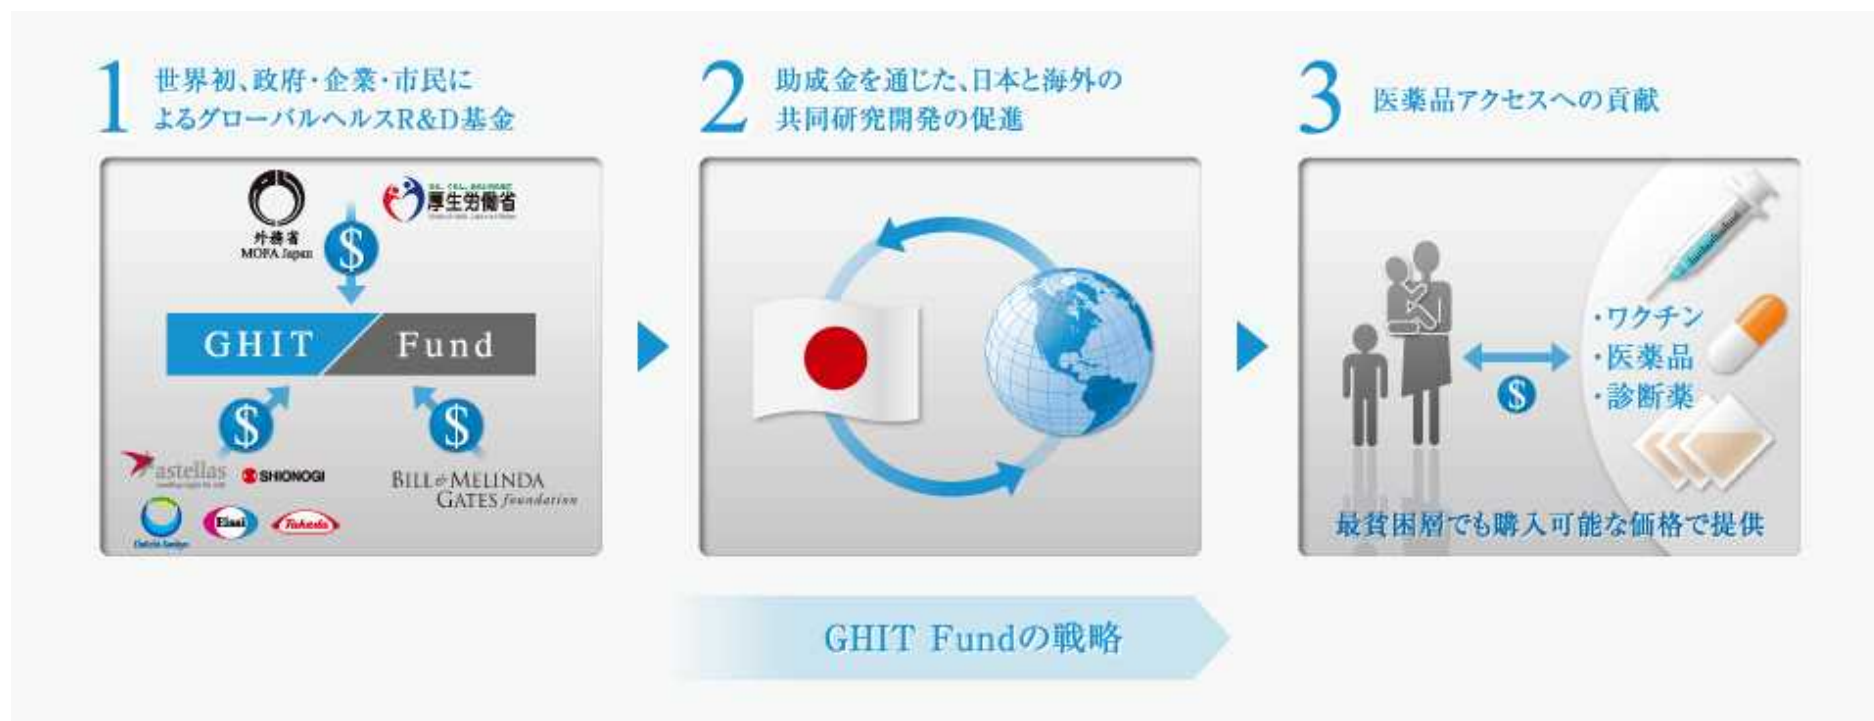 1
世界初、政府・企業・市民に
よるグローバルヘルスR&D基金
外務省
MOFA Japan
厚生労働省
$
GHIT Fund
$
$
astellas
SHIONOGI
BILL & MELINDA
GATES foundation
Daiichi-Sankyo
Eisai
Takeda
2
助成金を通じた、日本と海外の
共同研究開発の促進
3
医薬品アクセスへの貢献
・ワクチン
・医薬品
・診断薬
$
最貧困層でも購入可能な価格で提供
GHIT Fundの戦略